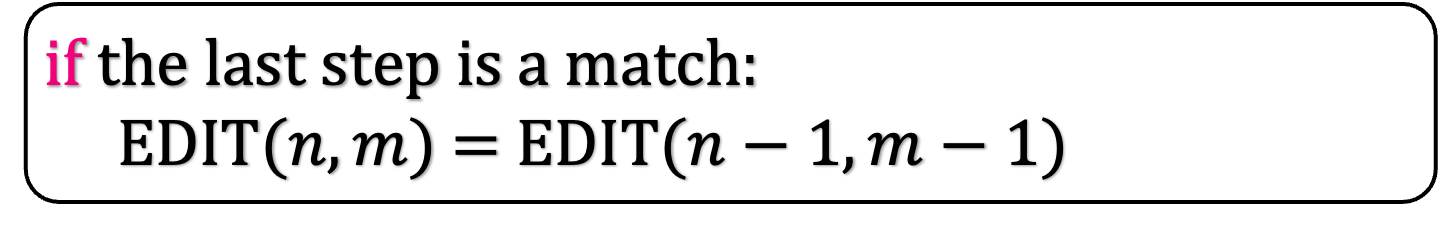 if the last step is a match:
EDIT(n, m) = EDIT(n − 1, m − 1)